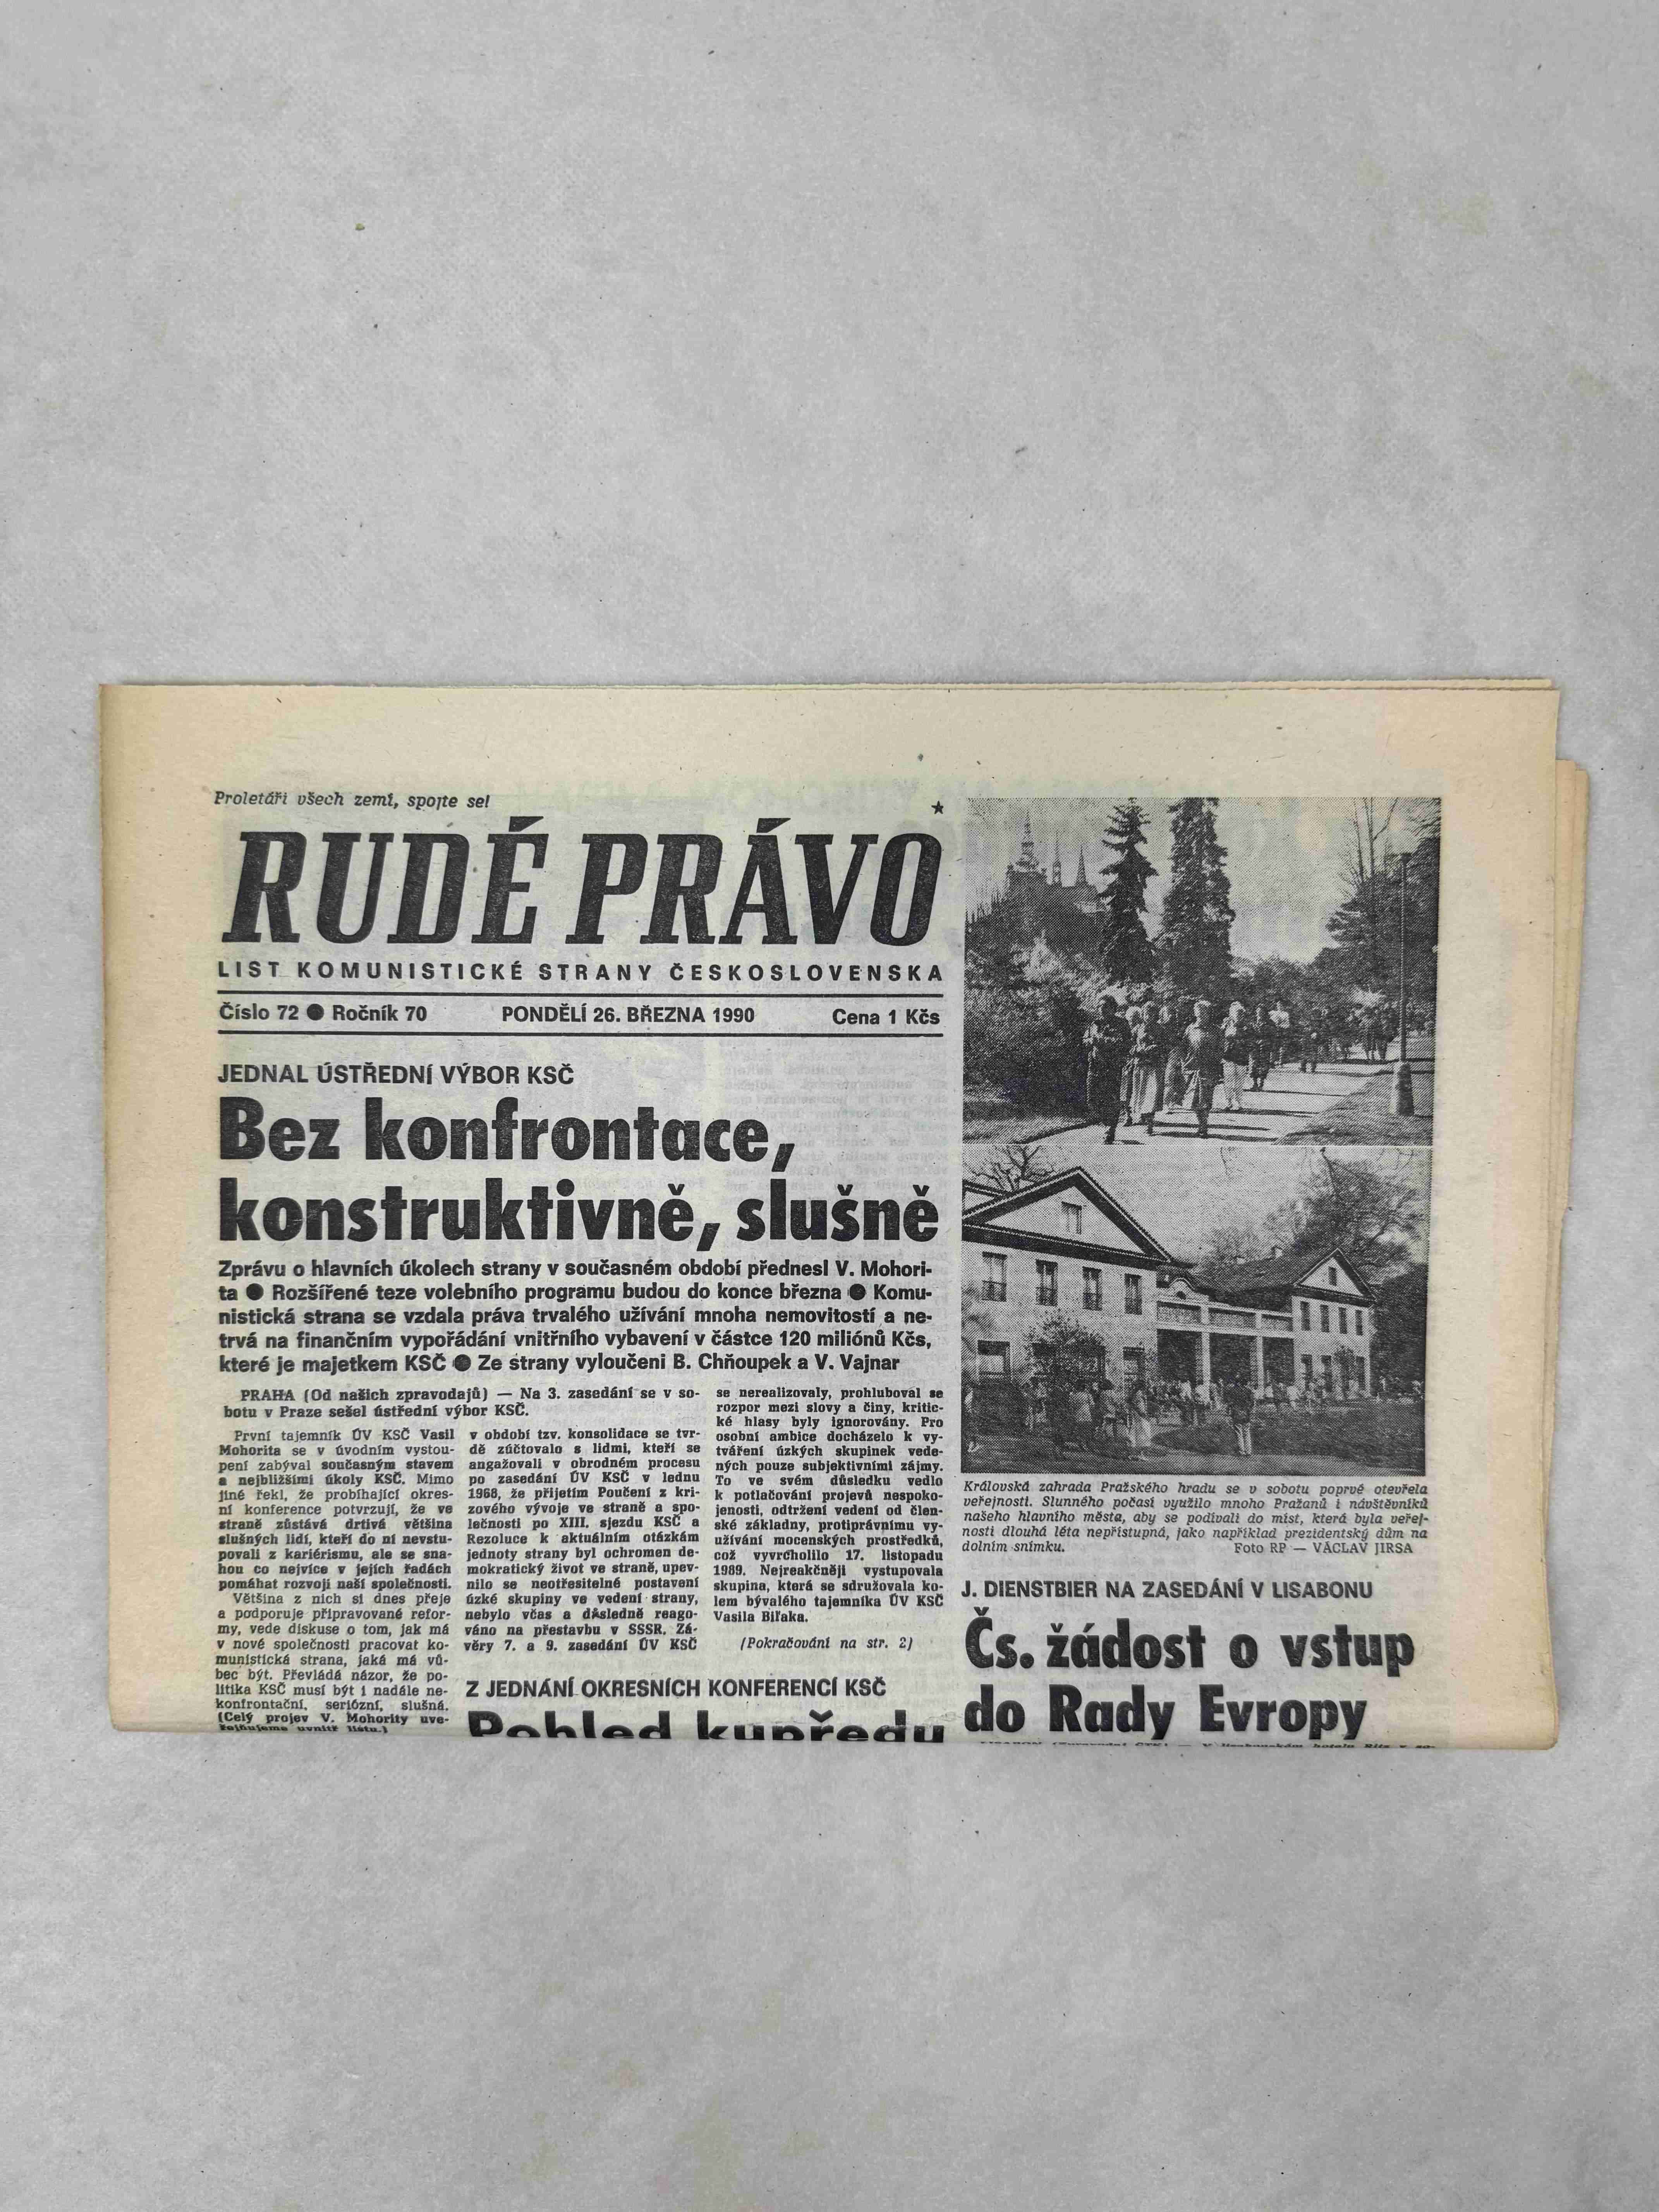 Proletáři všech zemí, spojte se!
RUDÉ PRÁVO
LIST KOMUNISTICKÉ STRANY ČESKOSLOVENSKA
Číslo 72 ● Ročník 70 PONDĚLÍ 26. BŘEZNA 1990 Cena 1 Kčs
JEDNAL ÚSTŘEDNÍ VÝBOR KSČ
Bez konfrontace,
konstruktivně, slušně
Zprávu o hlavních úkolech strany v současném období přednesl V. Mohori-
ta ● Rozšířené teze volebního programu budou do konce března ● Komu-
nistická strana se vzdala práva trvalého užívání mnoha nemovitostí a ne-
trvá na finančním vypořádání vnitřního vybavení v částce 120 miliónů Kčs,
které je majetkem KSČ ● Ze strany vyloučeni B. Chňoupek a V. Vajnar
PRAHA (Od našich zpravodajů) — Na 3. zasedání se v so-
botu v Praze sešel ústřední výbor KSČ.
První tajemník ÚV KSČ Vasil
Mohorita se v úvodním vystou-
pení zabýval současným stavem
a nejbližšími úkoly KSČ. Mimo
jiné řekl, že probíhající okres-
ní konference potvrzují, že ve
straně zůstává drtivá většina
slušných lidí, kteří do ní nevstu-
povali z kariérismu, ale se sna-
hou co nejvíce v jejích řadách
pomáhat rozvoji naší společnosti.
Většina z nich si dnes přeje
a podporuje připravované refor-
my, vede diskuse o tom, jak má
v nové společnosti pracovat ko-
munistická strana, jaká má vů-
bec být. Převládá názor, že po-
litika KSČ musí být i nadále ne-
konfrontační, seriózní, slušná.
(Celý projev V. Mohority uve-
řejňujeme uvnitř listu.)
v období tzv. konsolidace se tvr-
dě zúčtovalo s lidmi, kteří se
angažovali v obrodném procesu
po zasedání ÚV KSČ v lednu
1968, že přijetím Poučení z kri-
zového vývoje ve straně a spo-
lečnosti po XIII. sjezdu KSČ a
Rezoluce k aktuálním otázkám
jednoty strany byl ochromen de-
mokratický život ve straně, upev-
nilo se neotřesitelné postavení
úzké skupiny ve vedení strany,
nebylo včas a důsledně reago-
váno na přestavbu v SSSR. Zá-
věry 7. a 9. zasedání ÚV KSČ
se nerealizovaly, prohluboval se
rozpor mezi slovy a činy, kritic-
ké hlasy byly ignorovány. Pro
osobní ambice docházelo k vy-
tváření úzkých skupinek vede-
ných pouze subjektivními zájmy.
To ve svém důsledku vedlo
k potlačování projevů nespoko-
jenosti, odtržení vedení od člen-
ské základny, protiprávnímu vy-
užívání mocenských prostředků,
což vyvrcholilo 17. listopadu
1989. Nejreakčněji vystupovala
skupina, která se sdružovala ko-
lem bývalého tajemníka ÚV KSČ
Vasila Biľaka.
(Pokračování na str. 2)
Z JEDNÁNÍ OKRESNÍCH KONFERENCÍ KSČ
Pohled kupředu
Královská zahrada Pražského hradu se v sobotu poprvé otevřela
veřejnosti. Slunného počasí využilo mnoho Pražanů i návštěvníků
našeho hlavního města, aby se podívali do míst, která byla veřej-
nosti dlouhá léta nepřístupná, jako například prezidentský dům na
dolním snímku. Foto RP — VÁCLAV JIRSA
J. DIENSTBIER NA ZASEDÁNÍ V LISABONU
Čs. žádost o vstup
do Rady Evropy